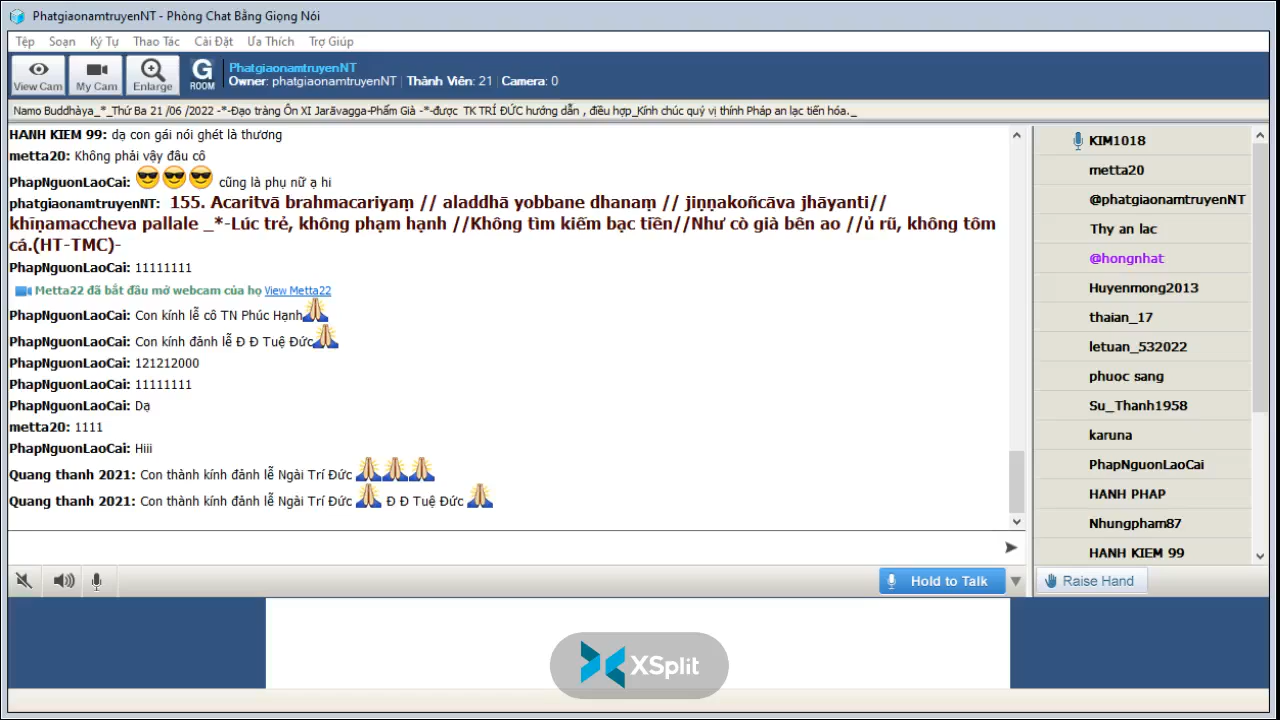 PhatgiaonamtruyenNT - Phòng Chat Bằng Giọng Nói
Tệp Soạn Ký Tự Thao Tác Cài Đặt Ưa Thích Trợ Giúp
View Cam My Cam Enlarge G ROOM
PhatgiaonamtruyenNT
Owner: phatgiaonamtruyenNT | Thành Viên: 21 | Camera: 0
Namo Buddhàya_*_Thứ Ba 21 /06 /2022 -*-Đạo tràng Ôn XI Jarāvagga-Phẩm Già -*-được TK TRÍ ĐỨC hướng dẫn , điều hợp_Kính chúc quý vị thính Pháp an lạc tiến hóa._
HANH KIEM 99: dạ con gái nói ghét là thương
metta20: Không phải vậy đâu cô
PhapNguonLaoCai: cũng là phụ nữ ạ hi
phatgiaonamtruyenNT: 155. Acaritvā brahmacariyaṃ // aladdhā yobbane dhanaṃ // jiṇṇakoñcāva jhāyanti//
khīṇamaccheva pallale _*-Lúc trẻ, không phạm hạnh //Không tìm kiếm bạc tiền//Như cò già bên ao //ủ rũ, không tôm
cá.(HT-TMC)-
PhapNguonLaoCai: 11111111
Metta22 đã bắt đầu mở webcam của họ View Metta22
PhapNguonLaoCai: Con kính lễ cô TN Phúc Hạnh
PhapNguonLaoCai: Con kính đảnh lễ Đ Đ Tuệ Đức
PhapNguonLaoCai: 121212000
PhapNguonLaoCai: 11111111
PhapNguonLaoCai: Dạ
metta20: 1111
PhapNguonLaoCai: Hiii
Quang thanh 2021: Con thành kính đảnh lễ Ngài Trí Đức
Quang thanh 2021: Con thành kính đảnh lễ Ngài Trí Đức Đ Đ Tuệ Đức
Hold to Talk
KIM1018
metta20
@phatgiaonamtruyenNT
Thy an lac
@hongnhat
Huyenmong2013
thaian_17
letuan_532022
phuoc sang
Su_Thanh1958
karuna
PhapNguonLaoCai
HANH PHAP
Nhungpham87
HANH KIEM 99
Raise Hand
XSplit